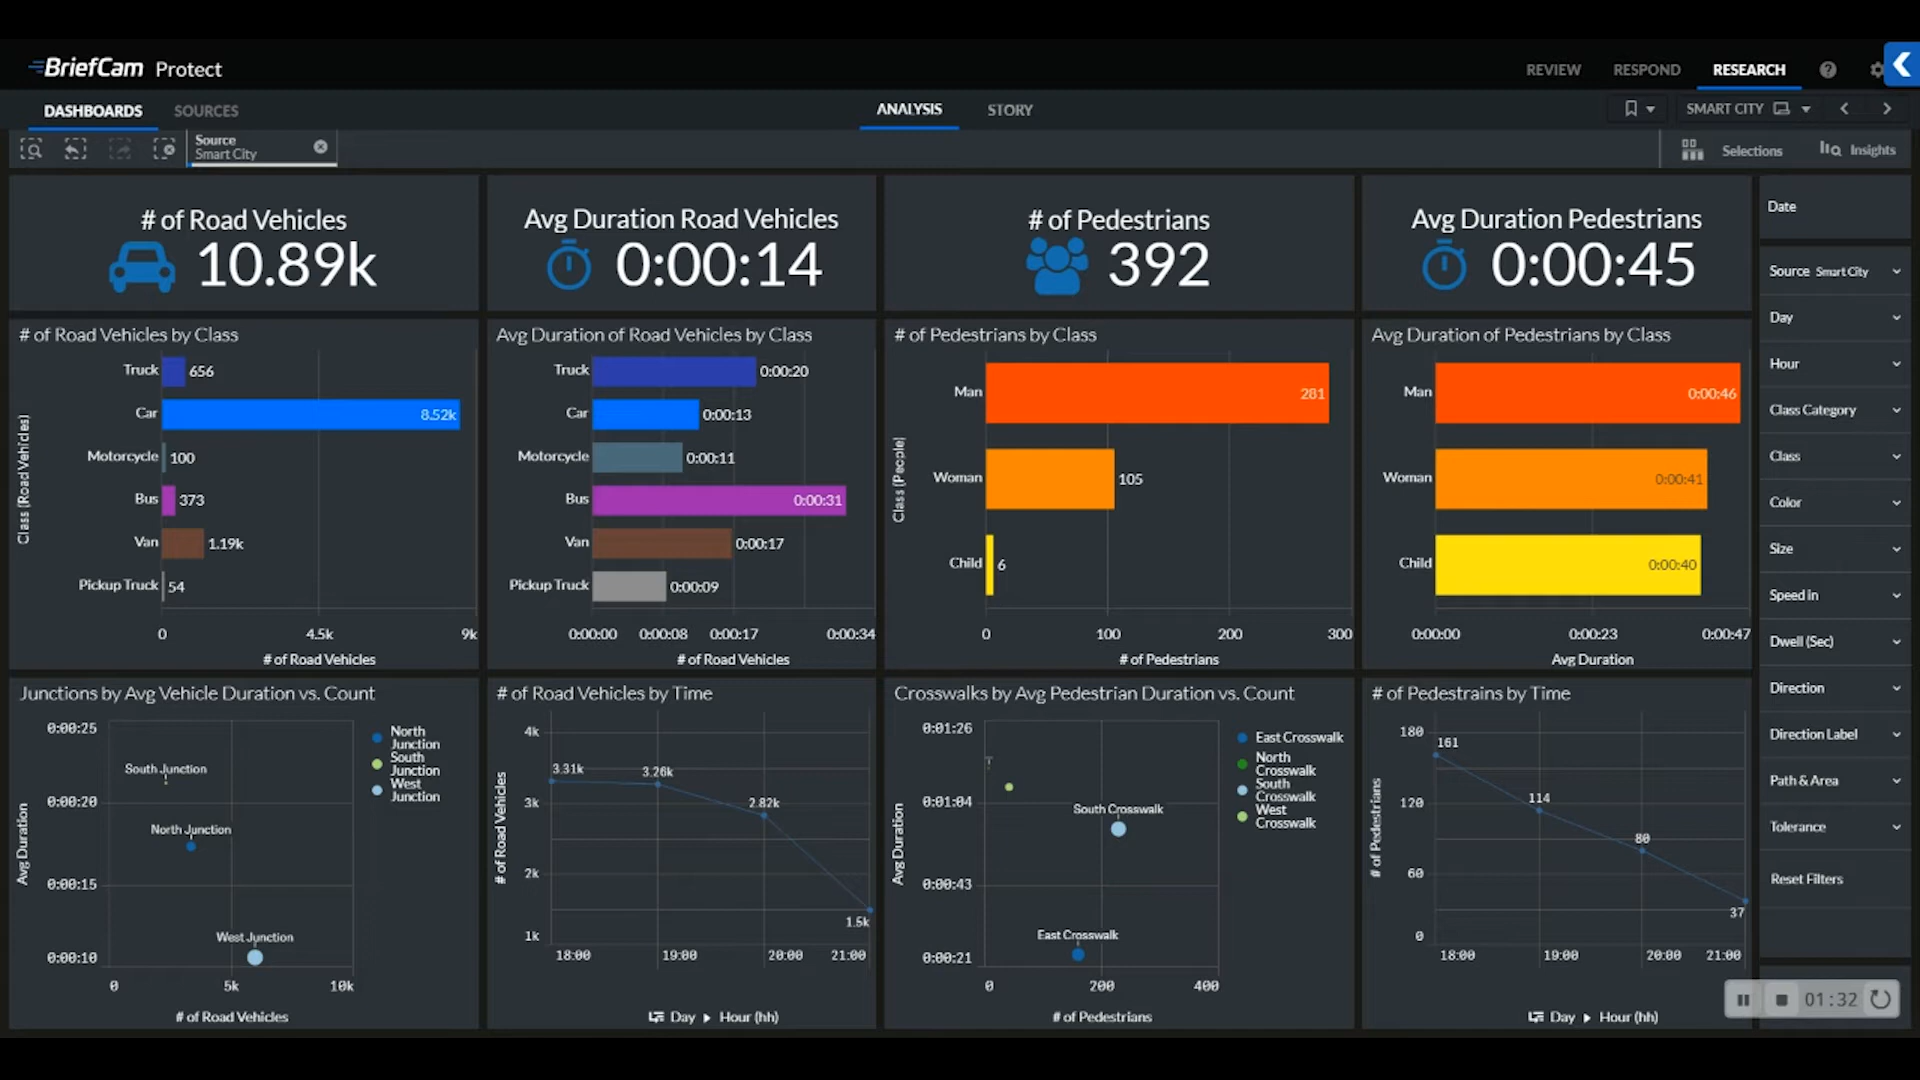 BriefCam Protect
REVIEW
RESPOND
RESEARCH
DASHBOARDS
SOURCES
ANALYSIS
STORY
SMART CITY
Source
Smart City
Selections
Insights
# of Road Vehicles
10.89k
Avg Duration Road Vehicles
0:00:14
# of Pedestrians
392
Avg Duration Pedestrians
0:00:45
# of Road Vehicles by Class
Class (Road Vehicles)
Truck 656
Car 8.52k
Motorcycle 100
Bus 373
Van 1.19k
Pickup Truck 54
0 4.5k 9k
# of Road Vehicles
Avg Duration of Road Vehicles by Class
Truck 0:00:20
Car 0:00:13
Motorcycle 0:00:11
Bus 0:00:31
Van 0:00:17
Pickup Truck 0:00:09
0:00:00 0:00:08 0:00:17 0:00:34
# of Road Vehicles
# of Pedestrians by Class
Class (People)
Man 281
Woman 105
Child 6
0 100 200 300
# of Pedestrians
Avg Duration of Pedestrians by Class
Man 0:00:46
Woman 0:00:41
Child 0:00:40
0:00:00 0:00:23 0:00:47
Avg Duration
Junctions by Avg Vehicle Duration vs. Count
Avg Duration
0:00:25
0:00:20
0:00:15
0:00:10
South Junction
North Junction
West Junction
North
Junction
South
Junction
West
Junction
0 5k 10k
# of Road Vehicles
# of Road Vehicles by Time
# of Road Vehicles
4k
3k
2k
1k
3.31k
3.26k
2.82k
1.5k
18:00 19:00 20:00 21:00
Day
Hour (hh)
Crosswalks by Avg Pedestrian Duration vs. Count
Avg Duration
0:01:26
0:01:04
0:00:43
0:00:21
South Crosswalk
East Crosswalk
East Crosswalk
North
Crosswalk
South
Crosswalk
West
Crosswalk
0 200 400
# of Pedestrians
# of Pedestrains by Time
# of Pedestrians
180
120
60
0
161
114
80
37
18:00 19:00 20:00 21:00
Day
Hour (hh)
Date
Source Smart City
Day
Hour
Class Category
Class
Color
Size
Speed in
Dwell (Sec)
Direction
Direction Label
Path & Area
Tolerance
Reset Filters
01:32